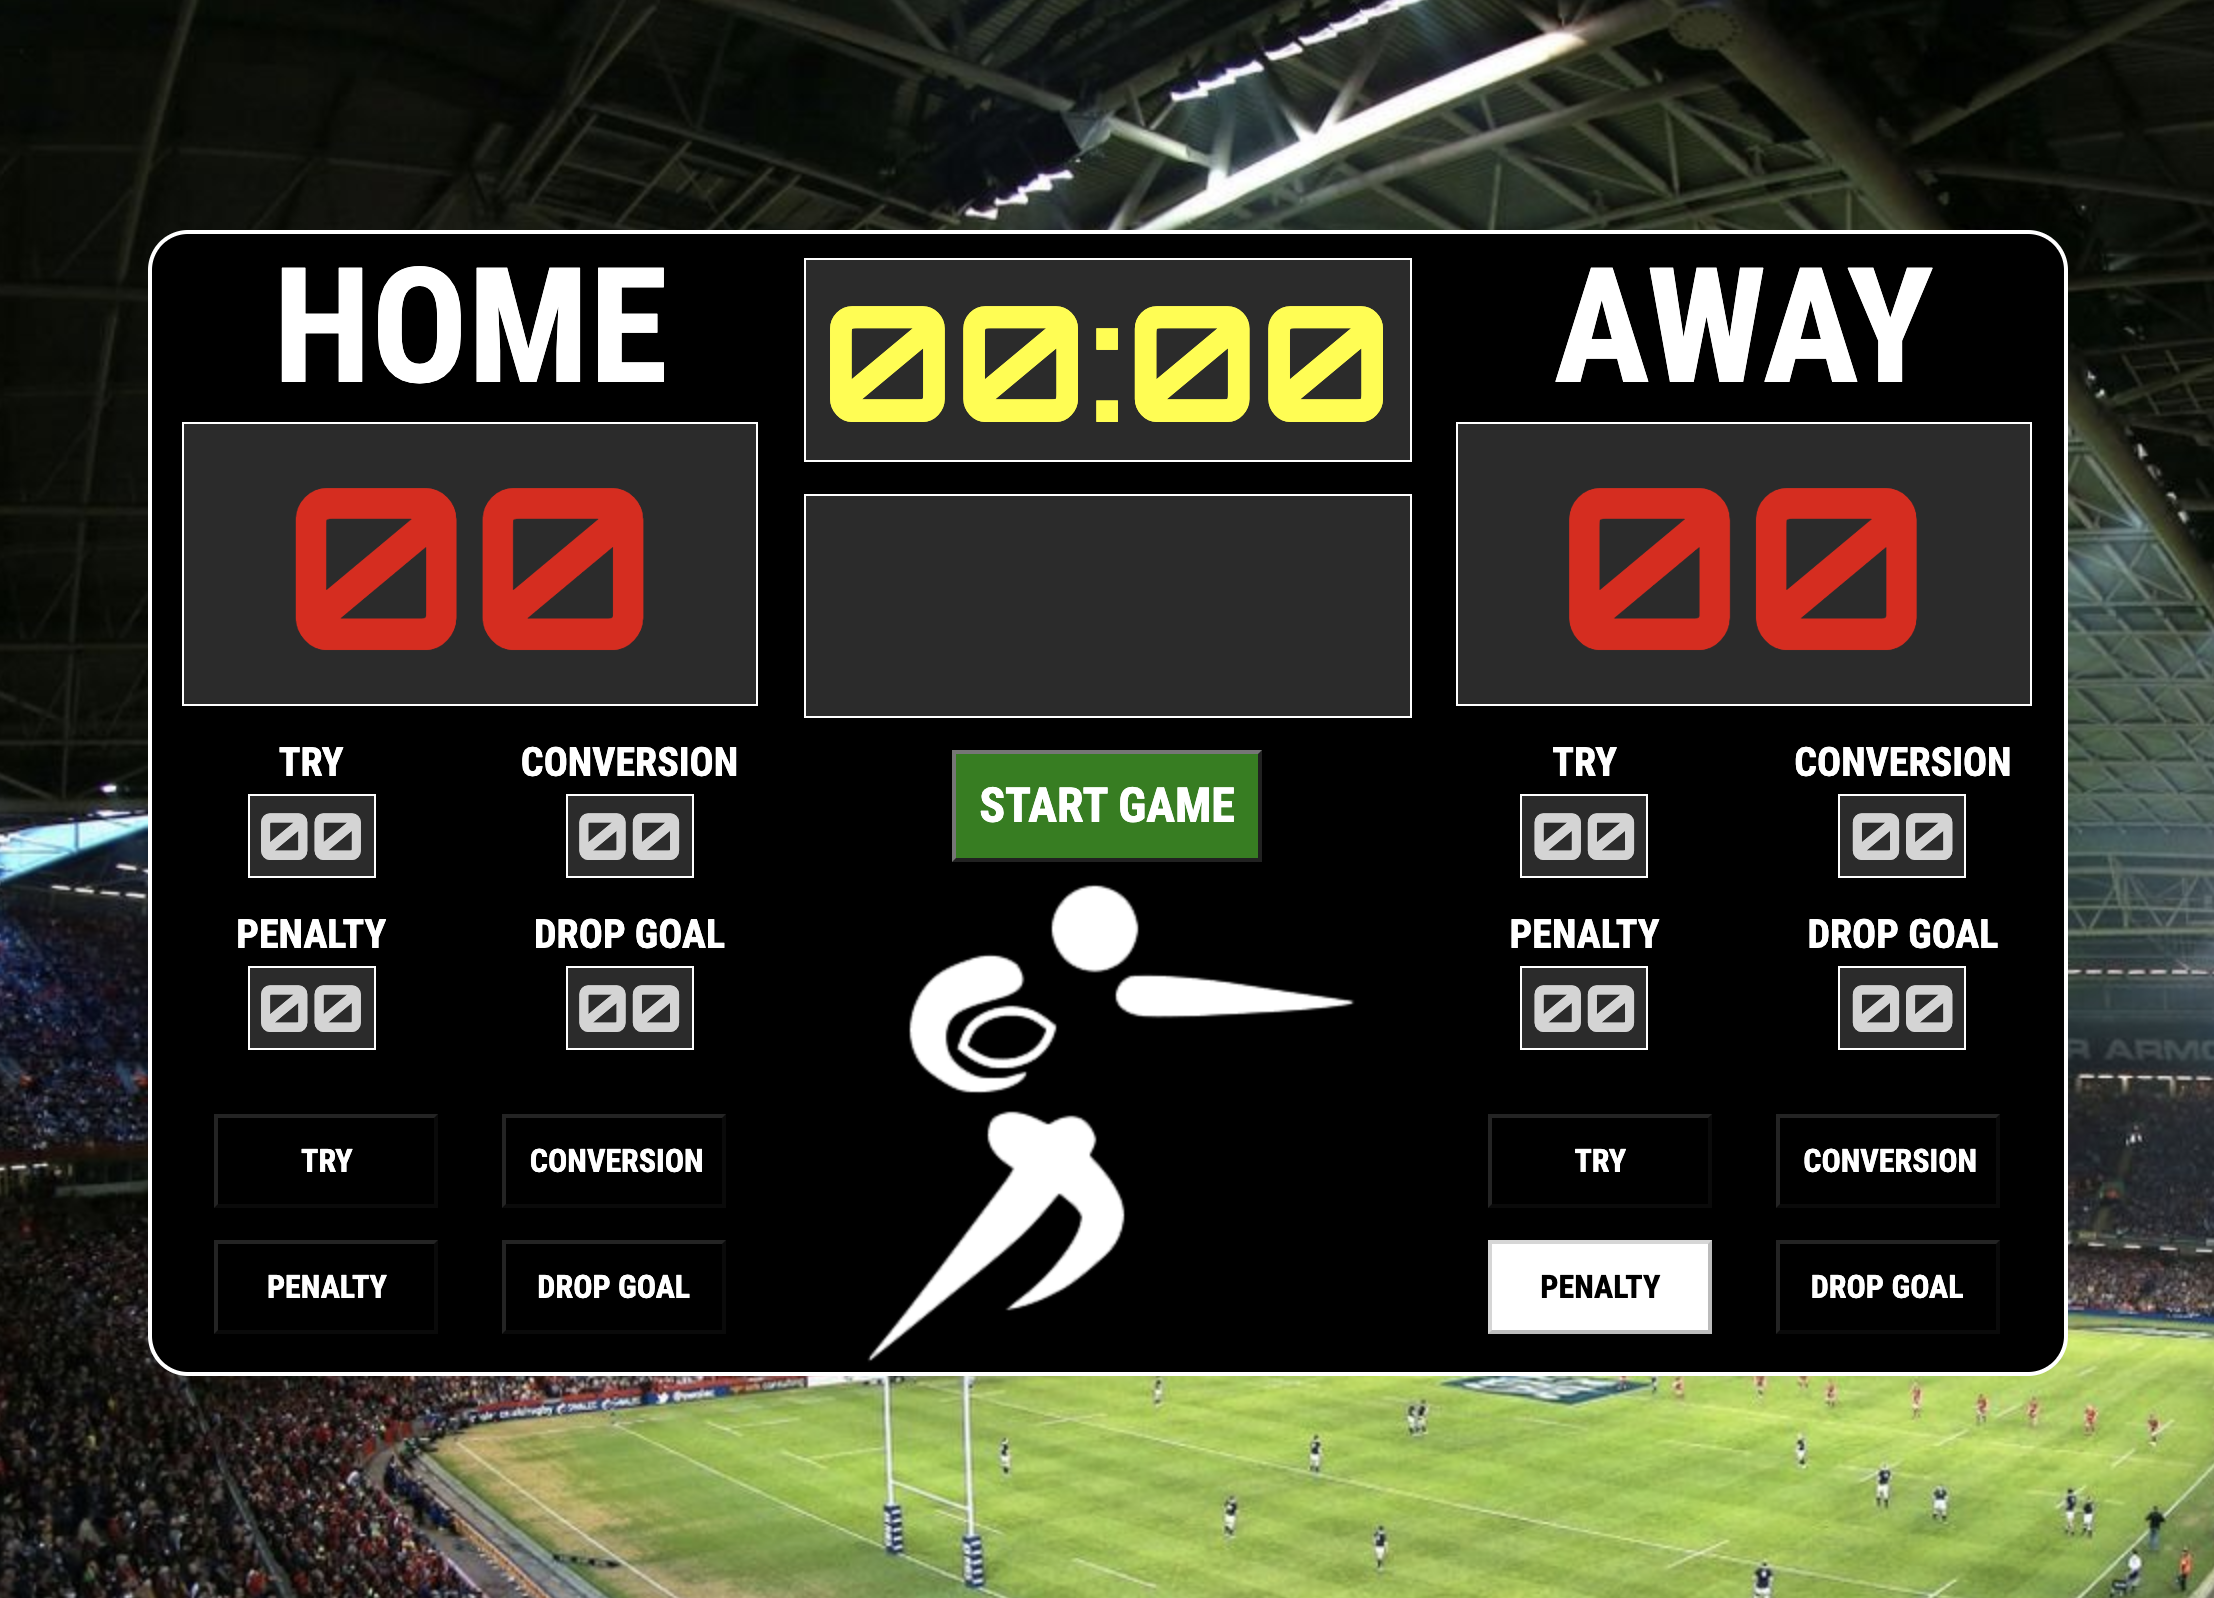 HOME
00:00
AWAY
00
00
TRY
CONVERSION
00
00
PENALTY
DROP GOAL
00
00
START GAME
TRY
CONVERSION
00
00
PENALTY
DROP GOAL
00
00
TRY
CONVERSION
PENALTY
DROP GOAL
TRY
CONVERSION
PENALTY
DROP GOAL
R ARMO